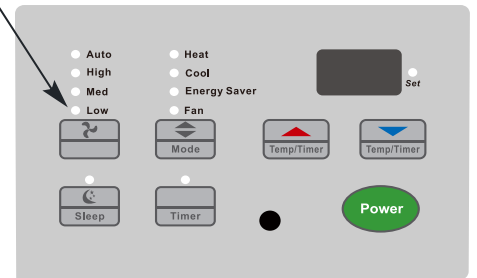 Auto
High
Med
Low
Heat
Cool
Energy Saver
Fan
Set
Mode
Temp/Timer
Temp/Timer
Sleep
Timer
Power